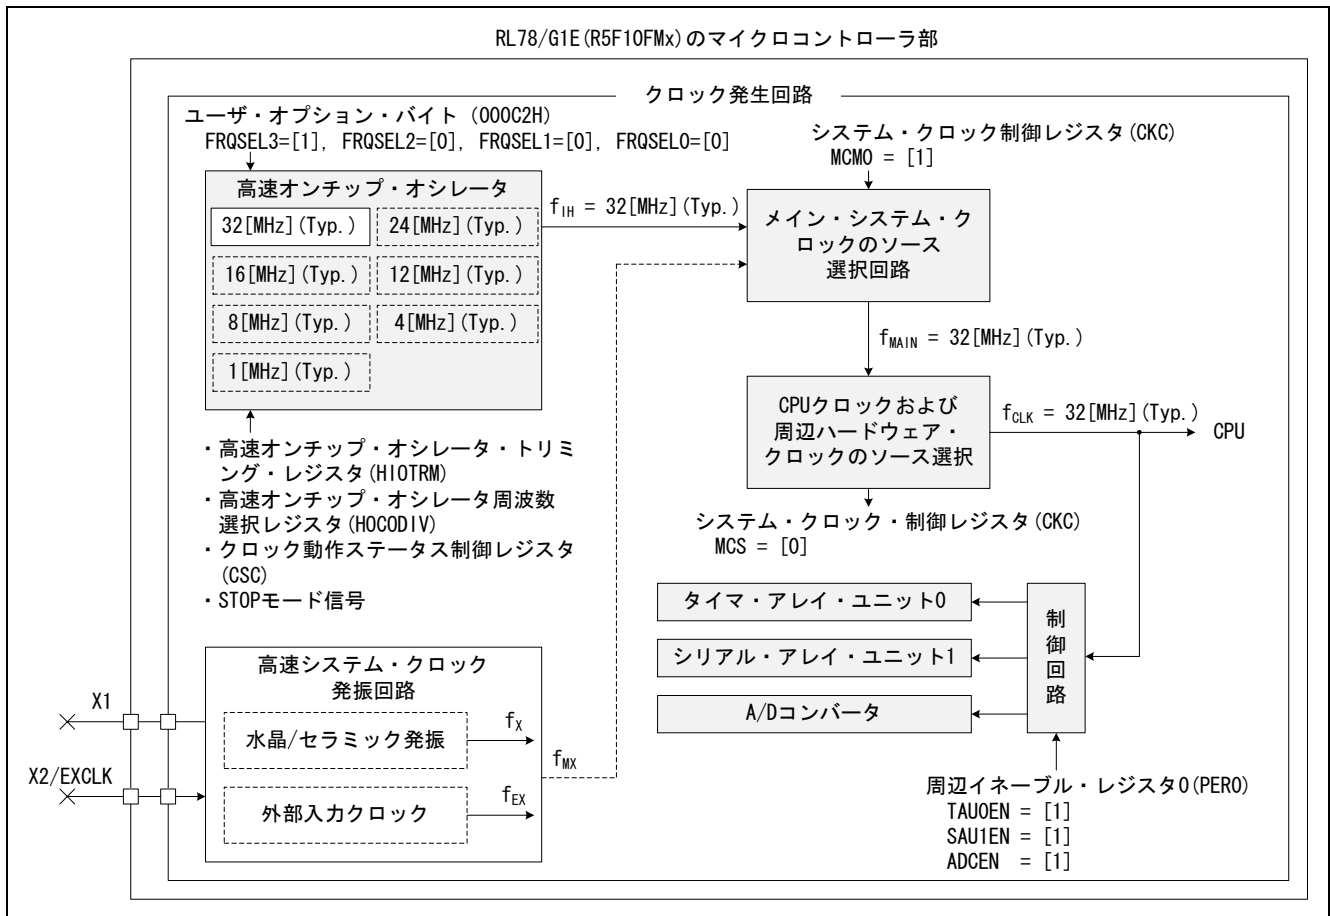 RL78/G1E(R5F10FMx)のマイクロコントローラ部
クロック発生回路
ユーザ・オプション・バイト (000C2H)
FRQSEL3=[1], FRQSEL2=[0], FRQSEL1=[0], FRQSEL0=[0]
高速オンチップ・オシレータ
32[MHz](Typ.)
24[MHz](Typ.)
16[MHz](Typ.)
12[MHz](Typ.)
8[MHz](Typ.)
4[MHz](Typ.)
1[MHz](Typ.)
fIH = 32[MHz](Typ.)
システム・クロック制御レジスタ(CKC)
MCM0 = [1]
メイン・システム・ク
ロックのソース
選択回路
fMAIN = 32[MHz](Typ.)
CPUクロックおよび
周辺ハードウェア・
クロックのソース選択
fCLK = 32[MHz](Typ.)
CPU
システム・クロック・制御レジスタ(CKC)
MCS = [0]
・高速オンチップ・オシレータ・トリミ
ング・レジスタ(HIOTRM)
・高速オンチップ・オシレータ周波数
選択レジスタ(HOCODIV)
・クロック動作ステータス制御レジスタ
(CSC)
・STOPモード信号
タイマ・アレイ・ユニット0
シリアル・アレイ・ユニット1
A/Dコンバータ
制御回路
周辺イネーブル・レジスタ0(PER0)
TAU0EN = [1]
SAU1EN = [1]
ADCEN = [1]
高速システム・クロック
発振回路
X1
水晶/セラミック発振
fX
fMX
X2/EXCLK
外部入力クロック
fEX